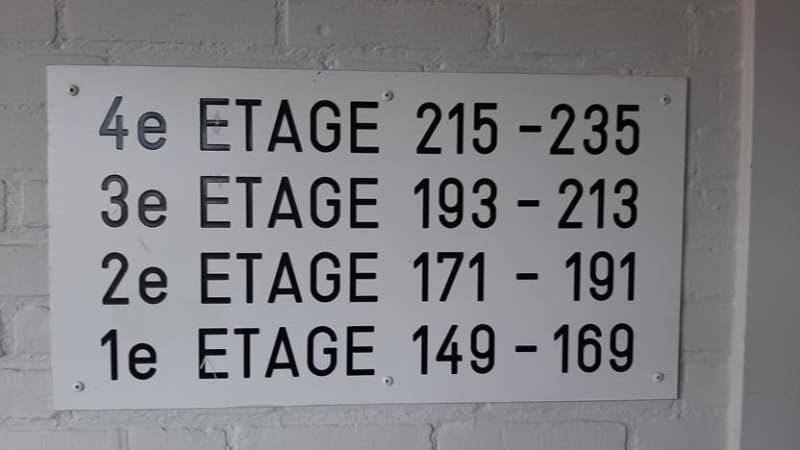 4e ETAGE 215 - 235
3e ETAGE 193 - 213
2e ETAGE 171 - 191
1e ETAGE 149 - 169